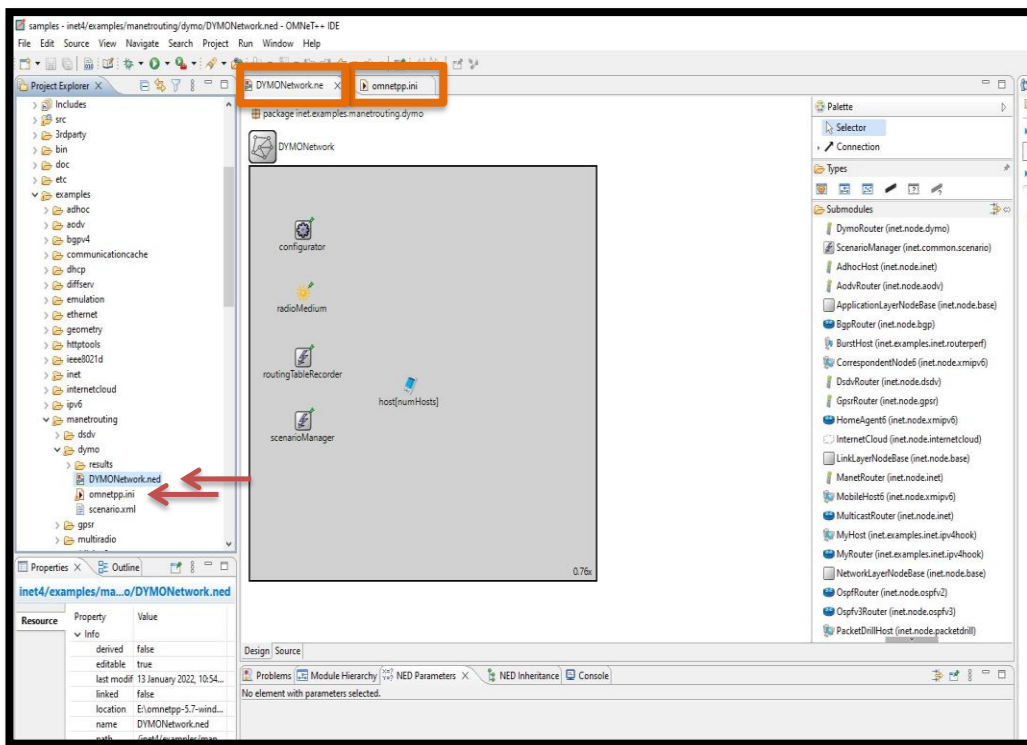 samples - inet4/examples/manetrouting/dymo/DYMONetwork.ned - OMNeT++ IDE
File Edit Source View Navigate Search Project Run Window Help
Project Explorer
Includes
src
3rdparty
bin
doc
etc
examples
adhoc
aodv
bgpv4
communicationcache
dhcp
diffserv
emulation
ethernet
geometry
httptools
ieee8021d
inet
internetcloud
ipv6
manetrouting
dsdv
dymo
results
DYMONetwork.ned
omnetpp.ini
scenario.xml
gpsr
multiradio
Properties Outline
inet4/examples/ma...o/DYMONetwork.ned
Resource
Property Value
Info
derived false
editable true
last modif 13 January 2022, 10:54...
linked false
location E:\omnetpp-5.7-wind...
name DYMONetwork.ned
path /inet4/examples/man...
DYMONetwork.ne omnetpp.ini
package inet.examples.manetrouting.dymo
DYMONetwork
configurator
radioMedium
routingTableRecorder
host[numHosts]
scenarioManager
0.76x
Design Source
Problems Module Hierarchy NED Parameters NED Inheritance Console
No element with parameters selected.
Palette
Selector
Connection
Types
Submodules
DymoRouter (inet.node.dymo)
ScenarioManager (inet.common.scenario)
AdhocHost (inet.node.inet)
AodvRouter (inet.node.aodv)
ApplicationLayerNodeBase (inet.node.base)
BgpRouter (inet.node.bgp)
BurstHost (inet.examples.inet.routerperf)
CorrespondentNode6 (inet.node.xmipv6)
DsdvRouter (inet.node.dsdv)
GpsrRouter (inet.node.gpsr)
HomeAgent6 (inet.node.xmipv6)
InternetCloud (inet.node.internetcloud)
LinkLayerNodeBase (inet.node.base)
ManetRouter (inet.node.inet)
MobileHost6 (inet.node.xmipv6)
MulticastRouter (inet.node.inet)
MyHost (inet.examples.inet.ipv4hook)
MyRouter (inet.examples.inet.ipv4hook)
NetworkLayerNodeBase (inet.node.base)
OspfRouter (inet.node.ospfv2)
Ospfv3Router (inet.node.ospfv3)
PacketDrillHost (inet.node.packetdrill)